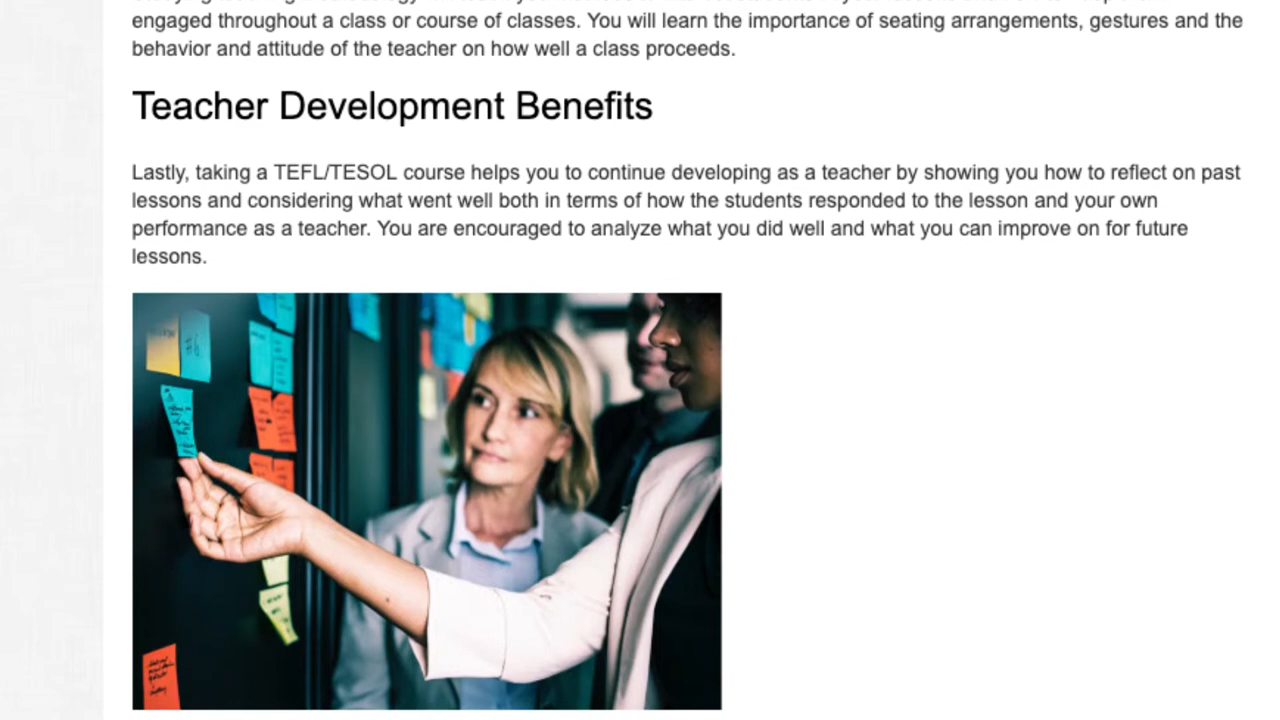 engaged throughout a class or course of classes. You will learn the importance of seating arrangements, gestures and the
behavior and attitude of the teacher on how well a class proceeds.
Teacher Development Benefits
Lastly, taking a TEFL/TESOL course helps you to continue developing as a teacher by showing you how to reflect on past
lessons and considering what went well both in terms of how the students responded to the lesson and your own
performance as a teacher. You are encouraged to analyze what you did well and what you can improve on for future
lessons.
#6